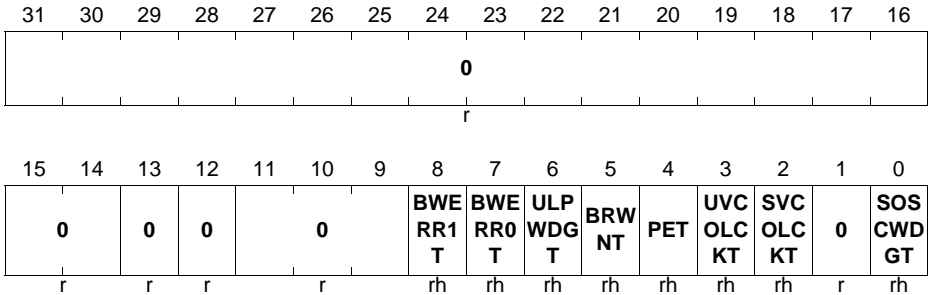 31 30 29 28 27 26 25 24 23 22 21 20 19 18 17 16
0
r
15 14 13 12 11 10 9 8 7 6 5 4 3 2 1 0
0 0 0 0 BWE RR1 T BWE RR0 T ULP WDG T BRW NT PET UVC OLC KT SVC OLC KT 0 SOS CWD GT
r r r r rh rh rh rh rh rh rh r rh